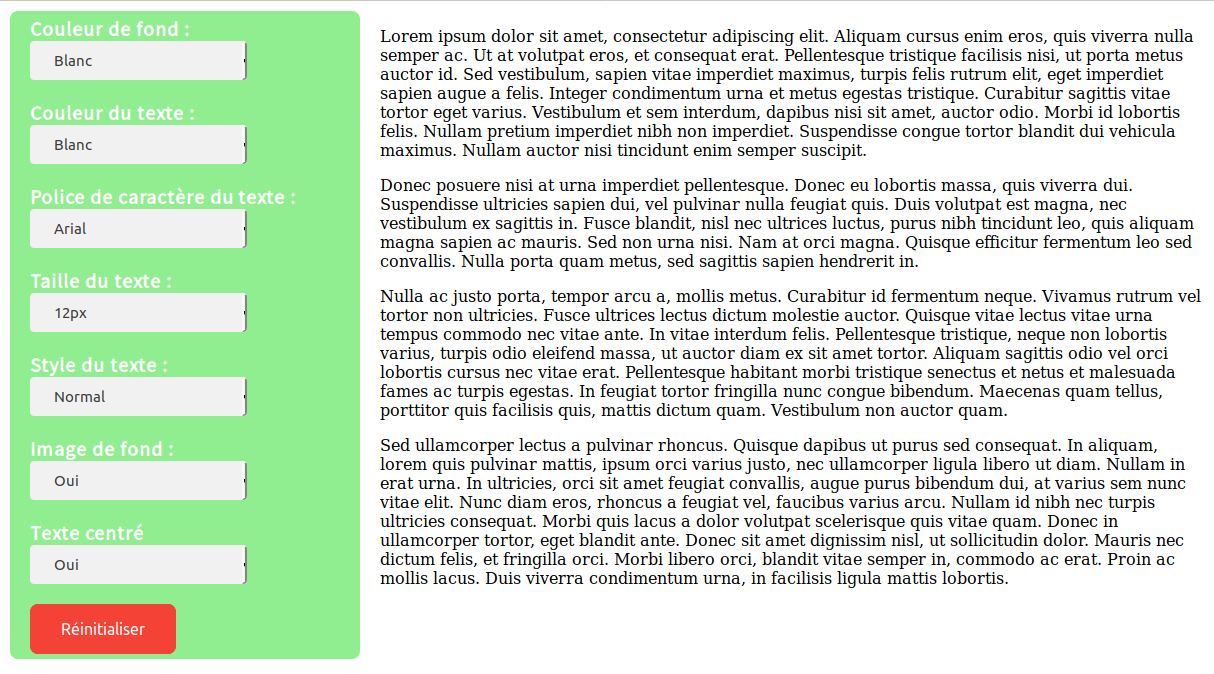 Couleur de fond :
Blanc
Couleur du texte :
Blanc
Police de caractère du texte :
Arial
Taille du texte :
12px
Style du texte :
Normal
Image de fond :
Oui
Texte centré
Oui
Réinitialiser
Lorem ipsum dolor sit amet, consectetur adipiscing elit. Aliquam cursus enim eros, quis viverra nulla
semper ac. Ut at volutpat eros, et consequat erat. Pellentesque tristique facilisis nisi, ut porta metus
auctor id. Sed vestibulum, sapien vitae imperdiet maximus, turpis felis rutrum elit, eget imperdiet
sapien augue a felis. Integer condimentum urna et metus egestas tristique. Curabitur sagittis vitae
tortor eget varius. Vestibulum et sem interdum, dapibus nisi sit amet, auctor odio. Morbi id lobortis
felis. Nullam pretium imperdiet nibh non imperdiet. Suspendisse congue tortor blandit dui vehicula
maximus. Nullam auctor nisi tincidunt enim semper suscipit.
Donec posuere nisi at urna imperdiet pellentesque. Donec eu lobortis massa, quis viverra dui.
Suspendisse ultricies sapien dui, vel pulvinar nulla feugiat quis. Duis volutpat est magna, nec
vestibulum ex sagittis in. Fusce blandit, nisl nec ultrices luctus, purus nibh tincidunt leo, quis aliquam
magna sapien ac mauris. Sed non urna nisi. Nam at orci magna. Quisque efficitur fermentum leo sed
convallis. Nulla porta quam metus, sed sagittis sapien hendrerit in.
Nulla ac justo porta, tempor arcu a, mollis metus. Curabitur id fermentum neque. Vivamus rutrum vel
tortor non ultricies. Fusce ultrices lectus dictum molestie auctor. Quisque vitae lectus vitae urna
tempus commodo nec vitae ante. In vitae interdum felis. Pellentesque tristique, neque non lobortis
varius, turpis odio eleifend massa, ut auctor diam ex sit amet tortor. Aliquam sagittis odio vel orci
lobortis cursus nec vitae erat. Pellentesque habitant morbi tristique senectus et netus et malesuada
fames ac turpis egestas. In feugiat tortor fringilla nunc congue bibendum. Maecenas quam tellus,
porttitor quis facilisis quis, mattis dictum quam. Vestibulum non auctor quam.
Sed ullamcorper lectus a pulvinar rhoncus. Quisque dapibus ut purus sed consequat. In aliquam,
lorem quis pulvinar mattis, ipsum orci varius justo, nec ullamcorper ligula libero ut diam. Nullam in
erat urna. In ultricies, orci sit amet feugiat convallis, augue purus bibendum dui, at varius sem nunc
vitae elit. Nunc diam eros, rhoncus a feugiat vel, faucibus varius arcu. Nullam id nibh nec turpis
ultricies consequat. Morbi quis lacus a dolor volutpat scelerisque quis vitae quam. Donec in
ullamcorper tortor, eget blandit ante. Donec sit amet dignissim nisl, ut sollicitudin dolor. Mauris nec
dictum felis, et fringilla orci. Morbi libero orci, blandit vitae semper in, commodo ac erat. Proin ac
mollis lacus. Duis viverra condimentum urna, in facilisis ligula mattis lobortis.